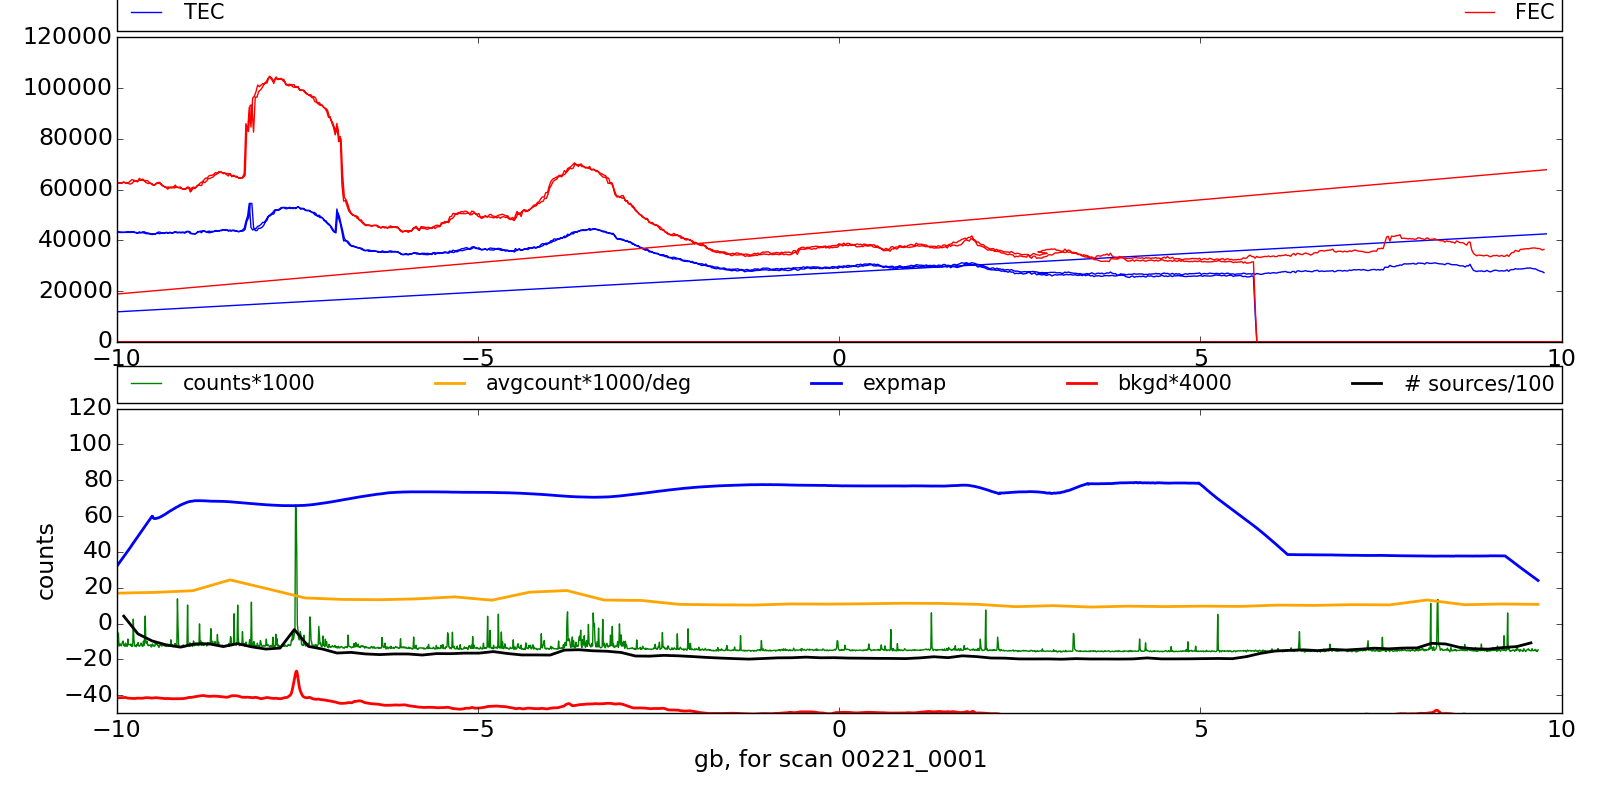 TEC FEC
120000
100000
80000
60000
40000
20000
0
−10 −5 0 5 10
counts*1000 avgcount*1000/deg expmap bkgd*4000 # sources/100
120
100
80
60
40
20
0
−20
−40
counts
−10 −5 0 5 10
gb, for scan 00221_0001